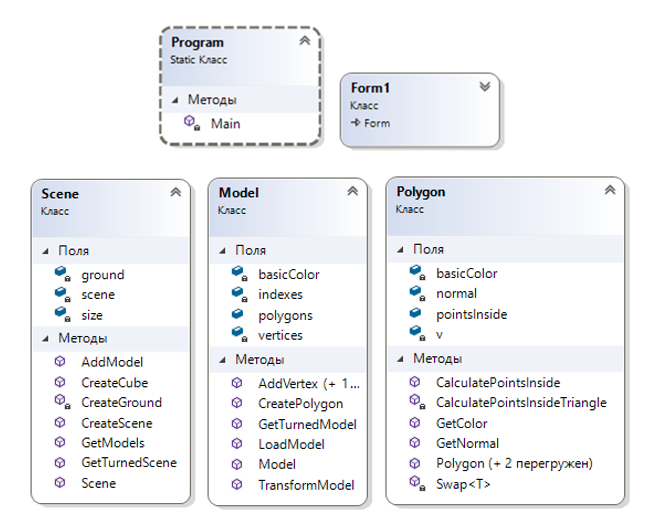 Program
Static Класс
Методы
Main
Form1
Класс
Form
Scene
Класс
Поля
ground
scene
size
Методы
AddModel
CreateCube
CreateGround
CreateScene
GetModels
GetTurnedScene
Scene
Model
Класс
Поля
basicColor
indexes
polygons
vertices
Методы
AddVertex (+ 1...
CreatePolygon
GetTurnedModel
LoadModel
Model
TransformModel
Polygon
Класс
Поля
basicColor
normal
pointsInside
v
Методы
CalculatePointsInside
CalculatePointsInsideTriangle
GetColor
GetNormal
Polygon (+ 2 перегружен)
Swap<T>